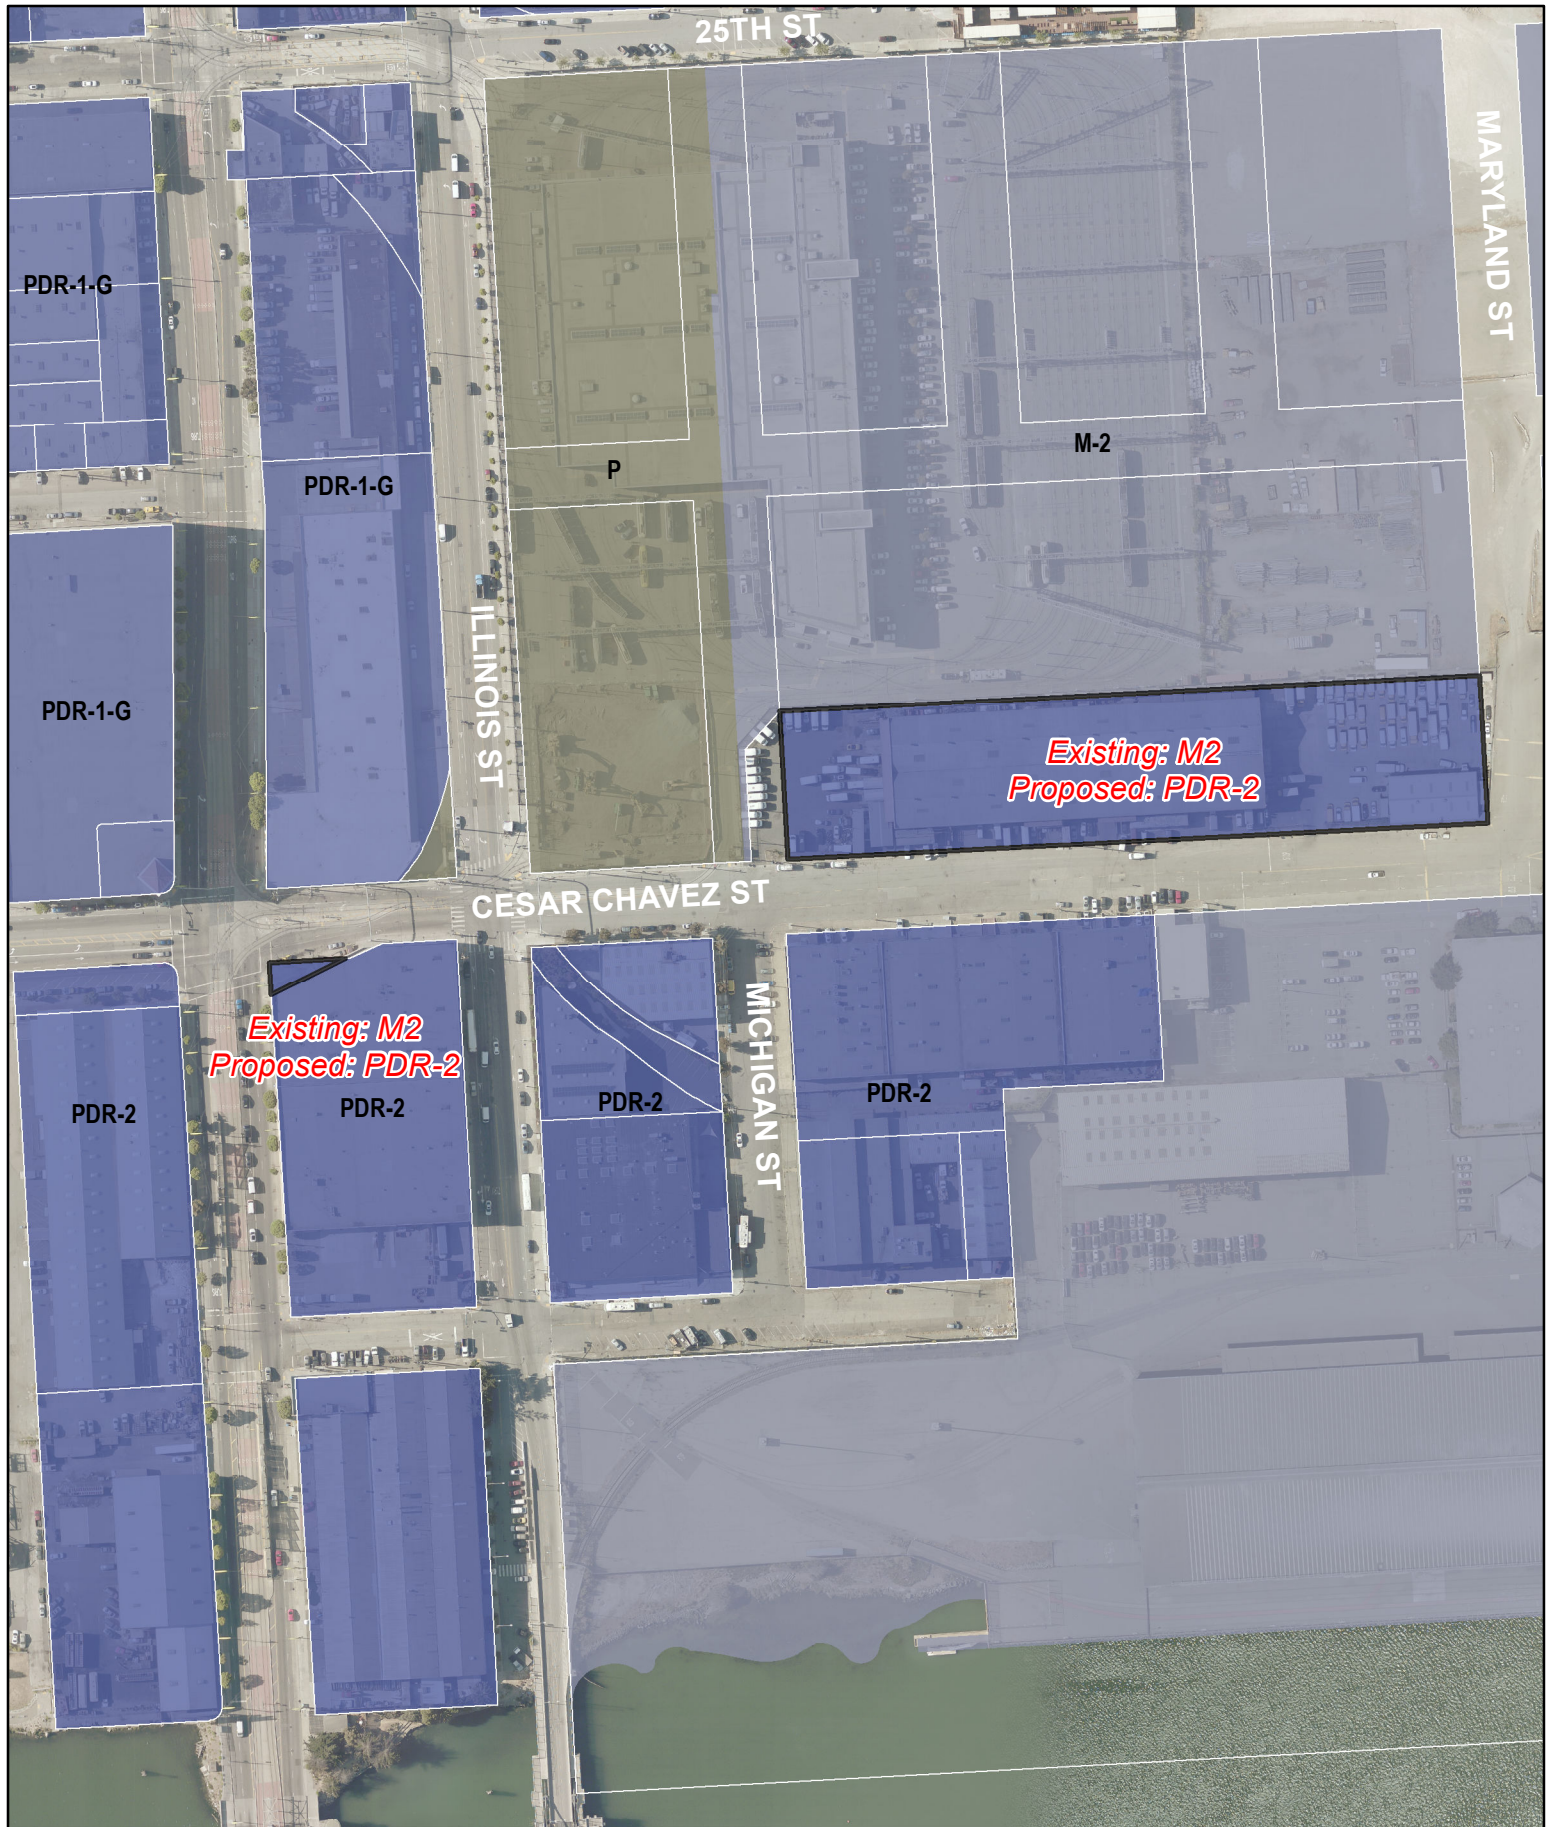 25TH ST
MARYLAND ST
PDR-1-G
PDR-1-G
P
M-2
ILLINOIS ST
PDR-1-G
Existing: M2
Proposed: PDR-2
CESAR CHAVEZ ST
MICHIGAN ST
Existing: M2
Proposed: PDR-2
PDR-2
PDR-2
PDR-2
PDR-2